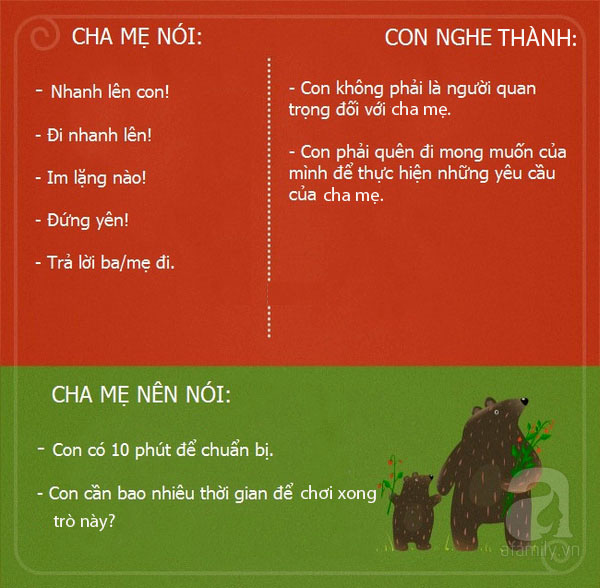 CHA MẸ NÓI:
- Nhanh lên con!
- Đi nhanh lên!
- Im lặng nào!
- Đứng yên!
- Trả lời ba/mẹ đi.
CON NGHE THÀNH:
- Con không phải là người quan
trọng đối với cha mẹ.
- Con phải quên đi mong muốn của
mình để thực hiện những yêu cầu
của cha mẹ.
CHA MẸ NÊN NÓI:
- Con có 10 phút để chuẩn bị.
- Con cần bao nhiêu thời gian để chơi xong
trò này?
a
afamily.vn